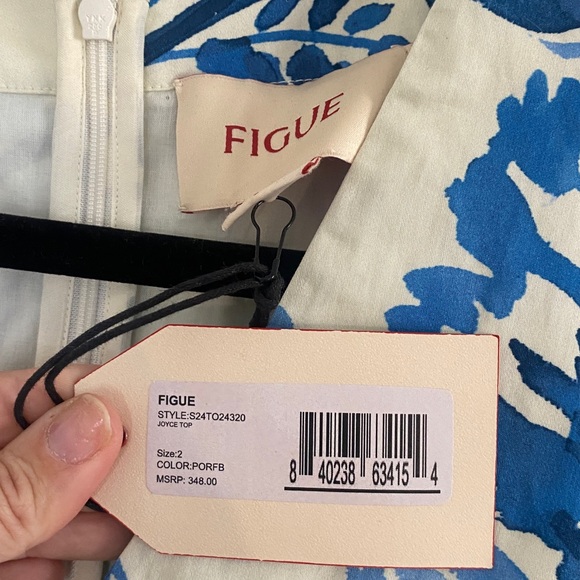 FIGUE
FIGUE
STYLE:S24TO24320
JOYCE TOP
Size:2
COLOR:PORFB
MSRP: 348.00
8 40238 63415 4